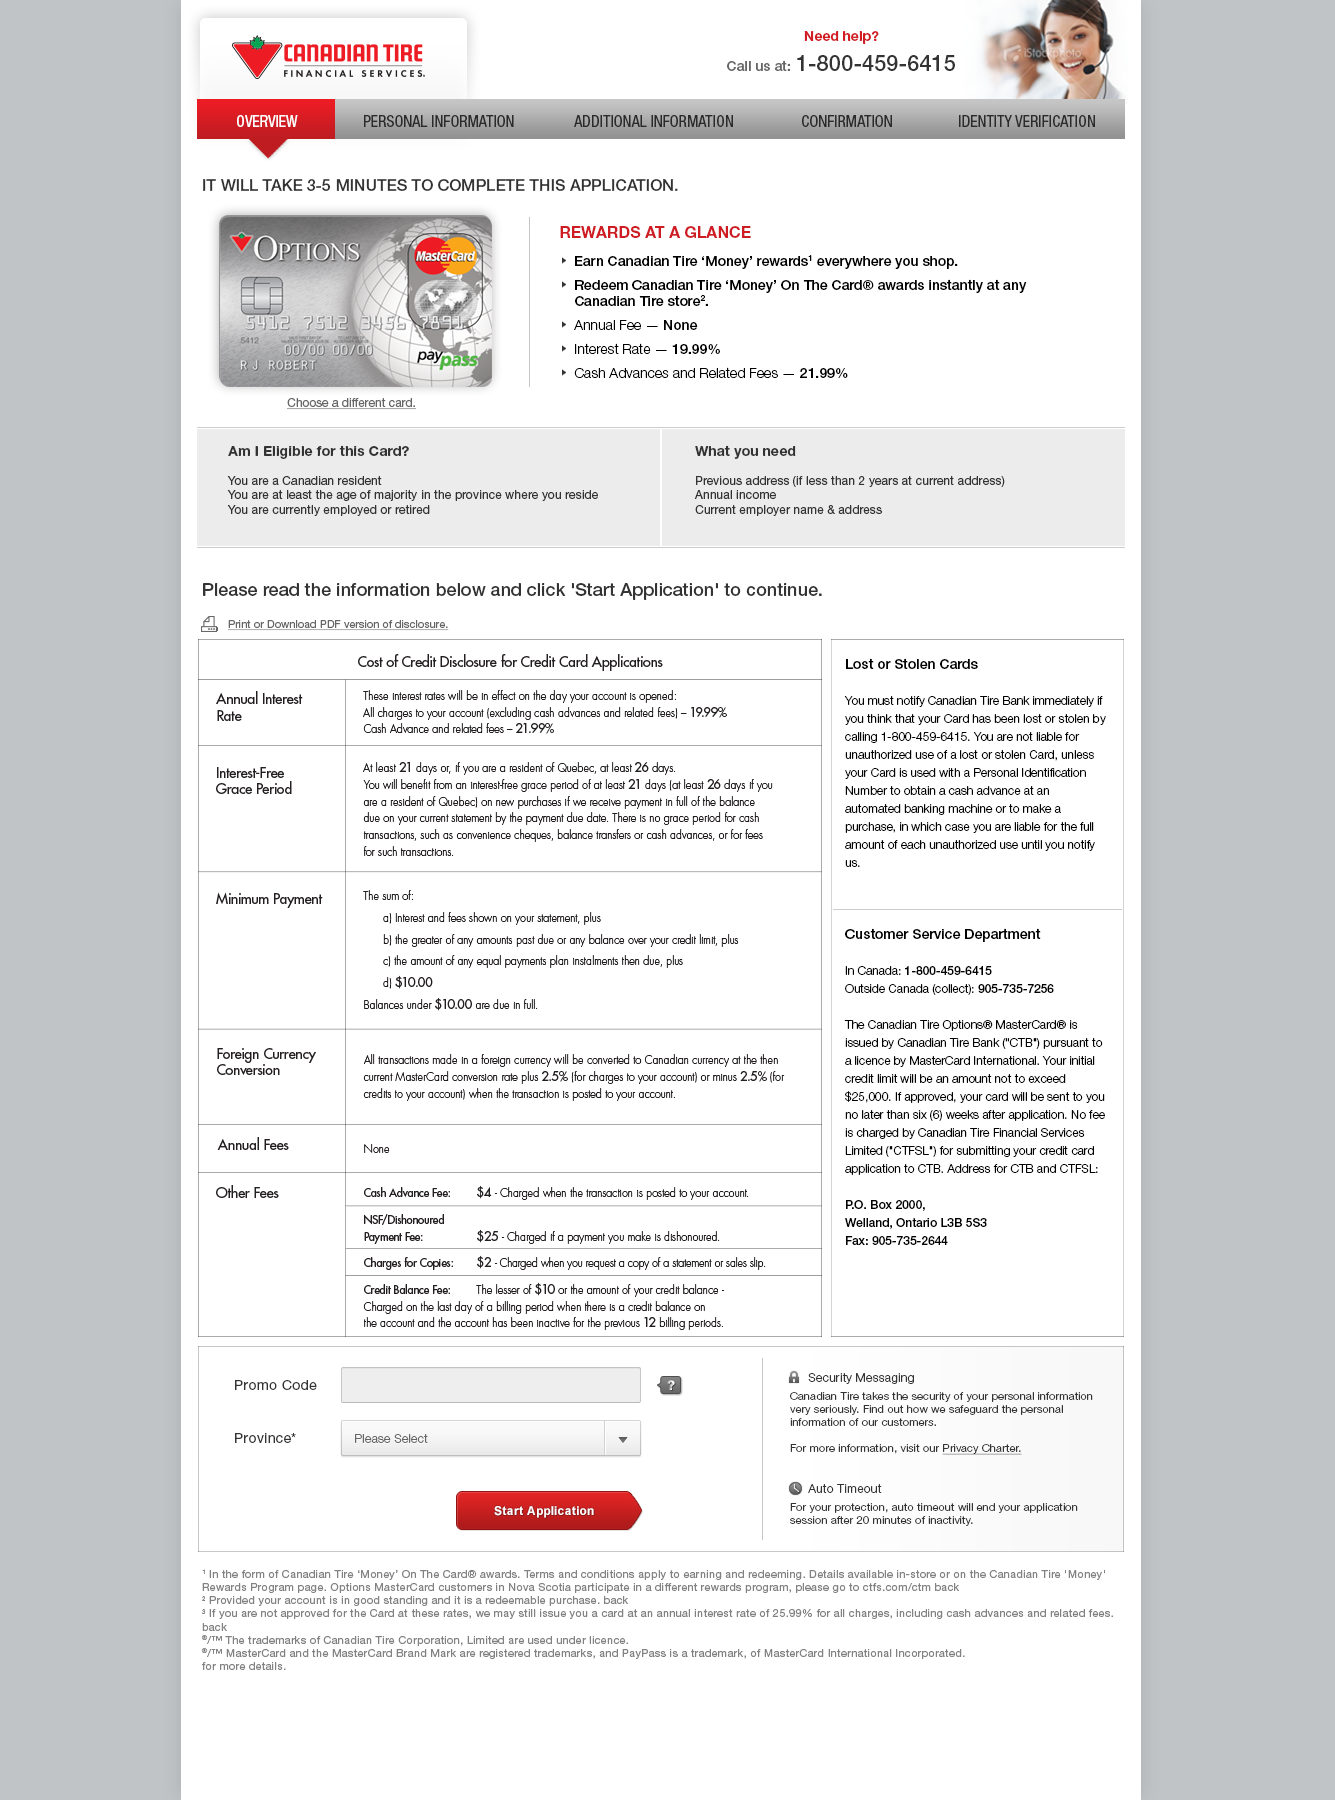 CANADIAN TIRE
FINANCIAL SERVICES.
Need help?
Call us at: 1-800-459-6415
iStockphoto
OVERVIEW
PERSONAL INFORMATION
ADDITIONAL INFORMATION
CONFIRMATION
IDENTITY VERIFICATION
IT WILL TAKE 3-5 MINUTES TO COMPLETE THIS APPLICATION.
OPTIONS
MasterCard
5412 7512 3456 7891
5412
00/00 00/00
RJ ROBERT
paypass
Choose a different card.
REWARDS AT A GLANCE
Earn Canadian Tire ‘Money’ rewards¹ everywhere you shop.
Redeem Canadian Tire ‘Money’ On The Card® awards instantly at any
Canadian Tire store².
Annual Fee — None
Interest Rate — 19.99%
Cash Advances and Related Fees — 21.99%
Am I Eligible for this Card?
You are a Canadian resident
You are at least the age of majority in the province where you reside
You are currently employed or retired
What you need
Previous address (if less than 2 years at current address)
Annual income
Current employer name & address
Please read the information below and click 'Start Application' to continue.
Print or Download PDF version of disclosure.
Cost of Credit Disclosure for Credit Card Applications
Annual Interest
Rate
These interest rates will be in effect on the day your account is opened:
All charges to your account (excluding cash advances and related fees) – 19.99%
Cash Advance and related fees – 21.99%
Interest-Free
Grace Period
At least 21 days or, if you are a resident of Quebec, at least 26 days.
You will benefit from an interest-free grace period of at least 21 days (at least 26 days if you
are a resident of Quebec) on new purchases if we receive payment in full of the balance
due on your current statement by the payment due date. There is no grace period for cash
transactions, such as convenience cheques, balance transfers or cash advances, or for fees
for such transactions.
Minimum Payment
The sum of:
a) Interest and fees shown on your statement, plus
b) the greater of any amounts past due or any balance over your credit limit, plus
c) the amount of any equal payments plan instalments then due, plus
d) $10.00
Balances under $10.00 are due in full.
Foreign Currency
Conversion
All transactions made in a foreign currency will be converted to Canadian currency at the then
current MasterCard conversion rate plus 2.5% (for charges to your account) or minus 2.5% (for
credits to your account) when the transaction is posted to your account.
Annual Fees
None
Other Fees
Cash Advance Fee: $4 - Charged when the transaction is posted to your account.
NSF/Dishonoured
Payment Fee: $25 - Charged if a payment you make is dishonoured.
Charges for Copies: $2 - Charged when you request a copy of a statement or sales slip.
Credit Balance Fee: The lesser of $10 or the amount of your credit balance -
Charged on the last day of a billing period when there is a credit balance on
the account and the account has been inactive for the previous 12 billing periods.
Lost or Stolen Cards
You must notify Canadian Tire Bank immediately if
you think that your Card has been lost or stolen by
calling 1-800-459-6415. You are not liable for
unauthorized use of a lost or stolen Card, unless
your Card is used with a Personal Identification
Number to obtain a cash advance at an
automated banking machine or to make a
purchase, in which case you are liable for the full
amount of each unauthorized use until you notify
us.
Customer Service Department
In Canada: 1-800-459-6415
Outside Canada (collect): 905-735-7256
The Canadian Tire Options® MasterCard® is
issued by Canadian Tire Bank ("CTB") pursuant to
a licence by MasterCard International. Your initial
credit limit will be an amount not to exceed
$25,000. If approved, your card will be sent to you
no later than six (6) weeks after application. No fee
is charged by Canadian Tire Financial Services
Limited ("CTFSL") for submitting your credit card
application to CTB. Address for CTB and CTFSL:
P.O. Box 2000,
Welland, Ontario L3B 5S3
Fax: 905-735-2644
Promo Code
?
Province*
Please Select
Start Application
Security Messaging
Canadian Tire takes the security of your personal information
very seriously. Find out how we safeguard the personal
information of our customers.
For more information, visit our Privacy Charter.
Auto Timeout
For your protection, auto timeout will end your application
session after 20 minutes of inactivity.
¹ In the form of Canadian Tire ‘Money’ On The Card® awards. Terms and conditions apply to earning and redeeming. Details available in-store or on the Canadian Tire 'Money'
Rewards Program page. Options MasterCard customers in Nova Scotia participate in a different rewards program, please go to ctfs.com/ctm back
² Provided your account is in good standing and it is a redeemable purchase. back
³ If you are not approved for the Card at these rates, we may still issue you a card at an annual interest rate of 25.99% for all charges, including cash advances and related fees.
back
®/™ The trademarks of Canadian Tire Corporation, Limited are used under licence.
®/™ MasterCard and the MasterCard Brand Mark are registered trademarks, and PayPass is a trademark, of MasterCard International Incorporated.
for more details.